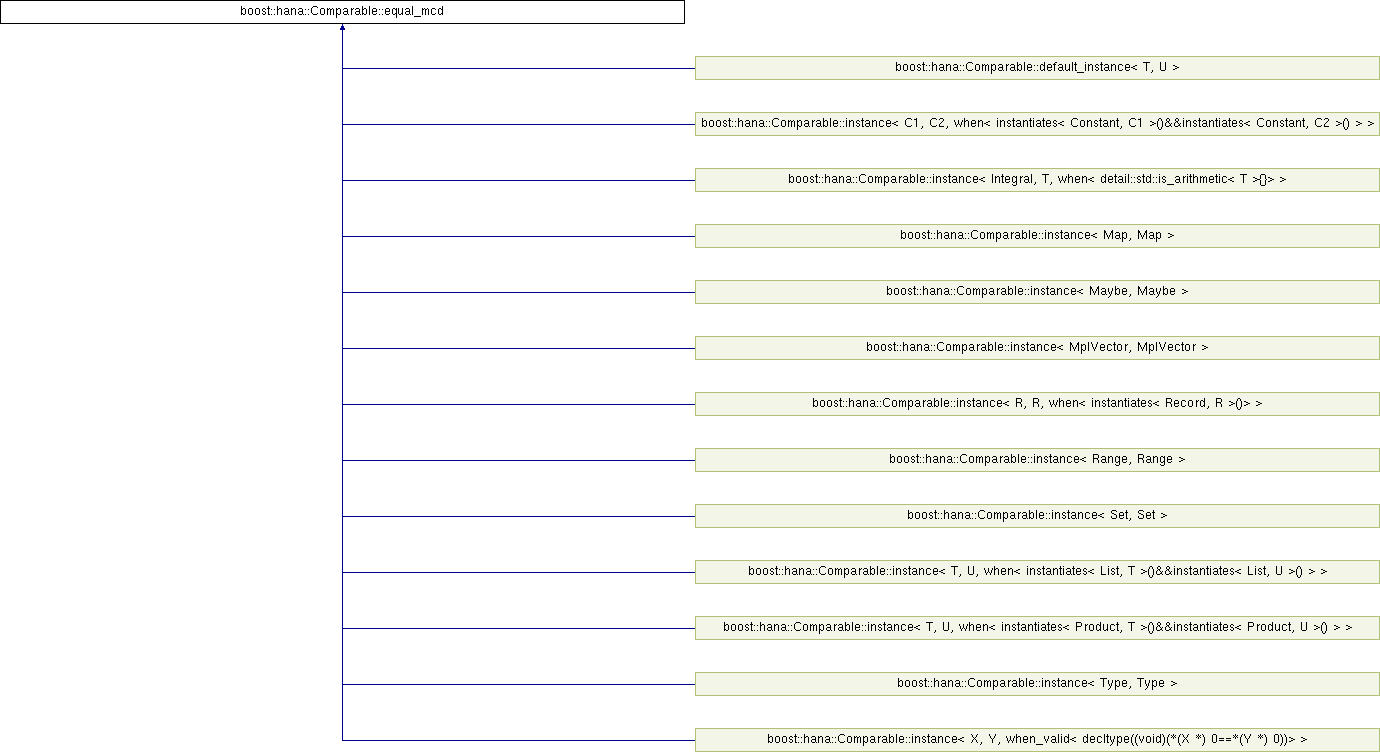 boost::hana::Comparable::equal_mcd
boost::hana::Comparable::default_instance< T, U >
boost::hana::Comparable::instance< C1, C2, when< instantiates< Constant, C1 >()&&instantiates< Constant, C2 >() > >
boost::hana::Comparable::instance< Integral, T, when< detail::std::is_arithmetic< T >{}> >
boost::hana::Comparable::instance< Map, Map >
boost::hana::Comparable::instance< Maybe, Maybe >
boost::hana::Comparable::instance< MplVector, MplVector >
boost::hana::Comparable::instance< R, R, when< instantiates< Record, R >()> >
boost::hana::Comparable::instance< Range, Range >
boost::hana::Comparable::instance< Set, Set >
boost::hana::Comparable::instance< T, U, when< instantiates< List, T >()&&instantiates< List, U >() > >
boost::hana::Comparable::instance< T, U, when< instantiates< Product, T >()&&instantiates< Product, U >() > >
boost::hana::Comparable::instance< Type, Type >
boost::hana::Comparable::instance< X, Y, when_valid< decltype((void)(*(X *) 0==*(Y *) 0))> >